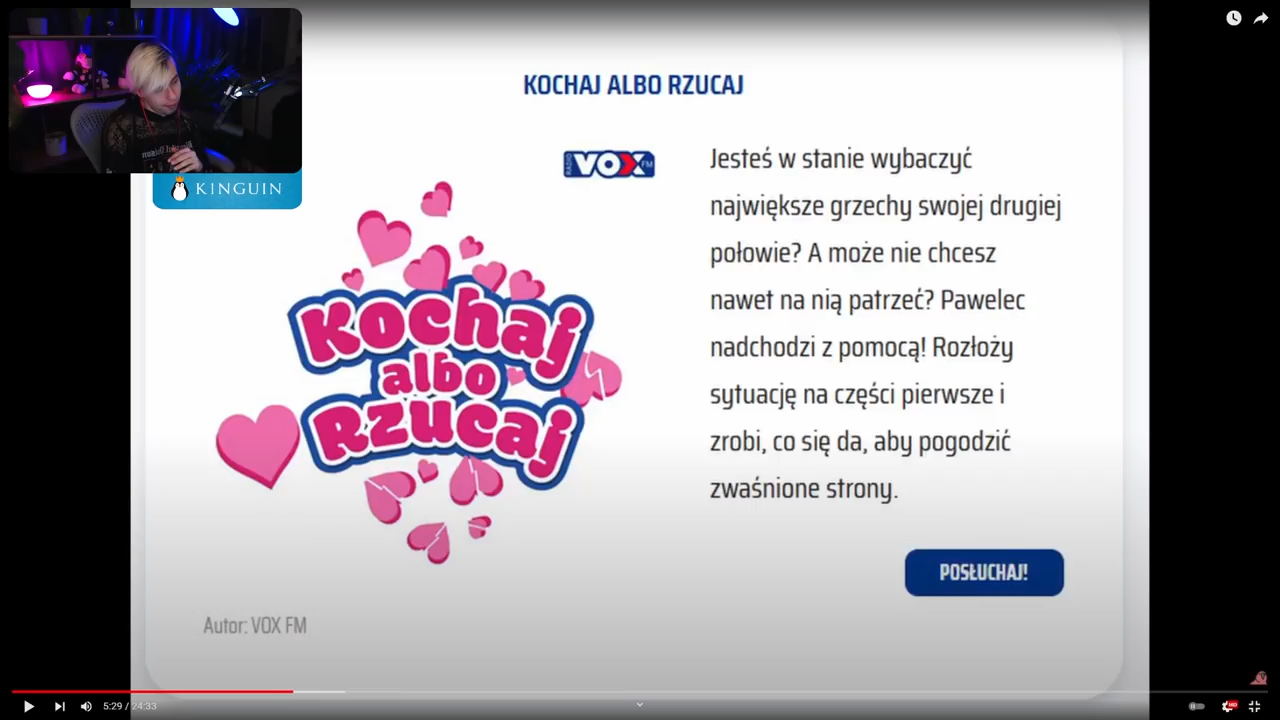 KOCHAJ ALBO RZUCAJ
KINGUIN
RADIO VOX FM
Kochaj
albo
Rzucaj
Jesteś w stanie wybaczyć
największe grzechy swojej drugiej
połowie? A może nie chcesz
nawet na nią patrzeć? Pawelec
nadchodzi z pomocą! Rozłoży
sytuację na części pierwsze i
zrobi, co się da, aby pogodzić
zwaśnione strony.
POSŁUCHAJ!
Autor: VOX FM
5:29 / 24:33
HD